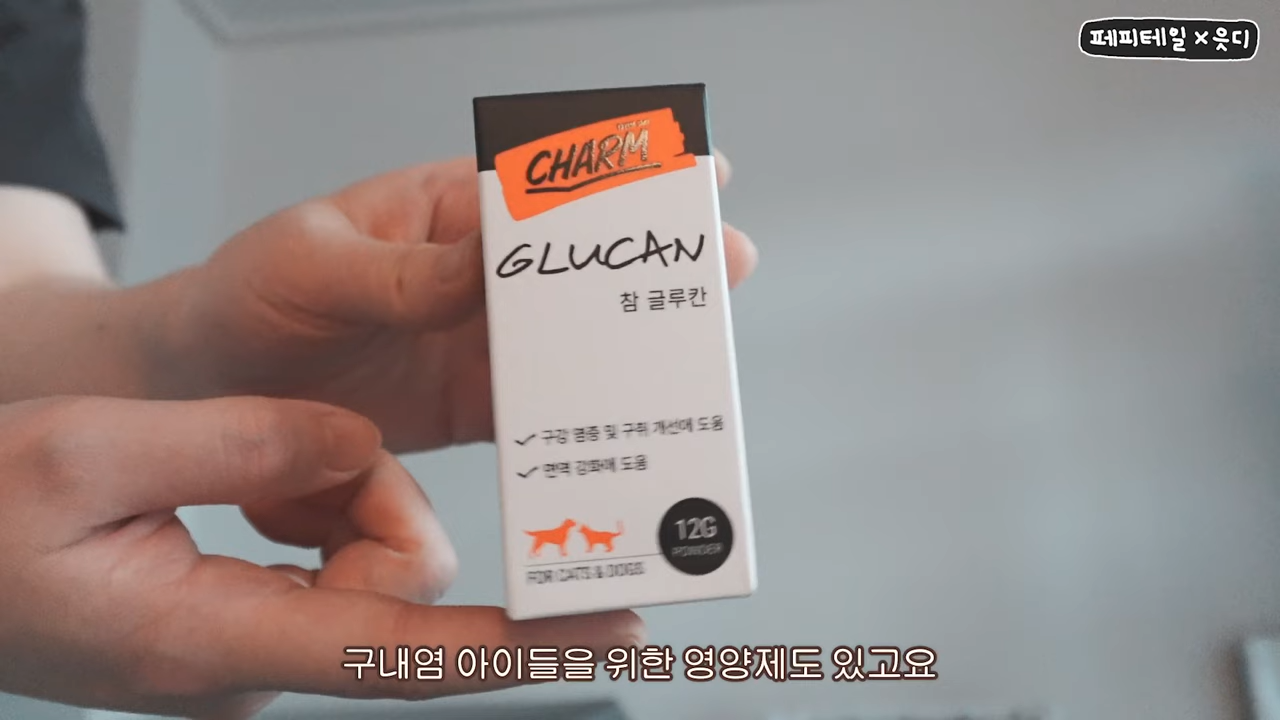 페피테일 × 읏디
CHARM
GLUCAN
참 글루칸
구강 염증 및 구취 개선에 도움
면역 강화에 도움
12G
POWDER
FOR CATS & DOGS
구내염 아이들을 위한 영양제도 있고요